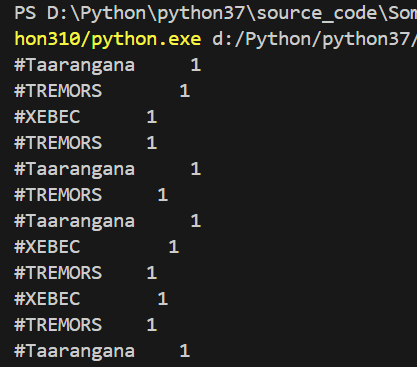 PS D:\Python\python37\source_code\Som
hon310/python.exe d:/Python/python37/
#Taarangana     1
#TREMORS       1
#XEBEC      1
#TREMORS    1
#Taarangana     1
#TREMORS     1
#Taarangana     1
#XEBEC        1
#TREMORS    1
#XEBEC       1
#TREMORS    1
#Taarangana    1